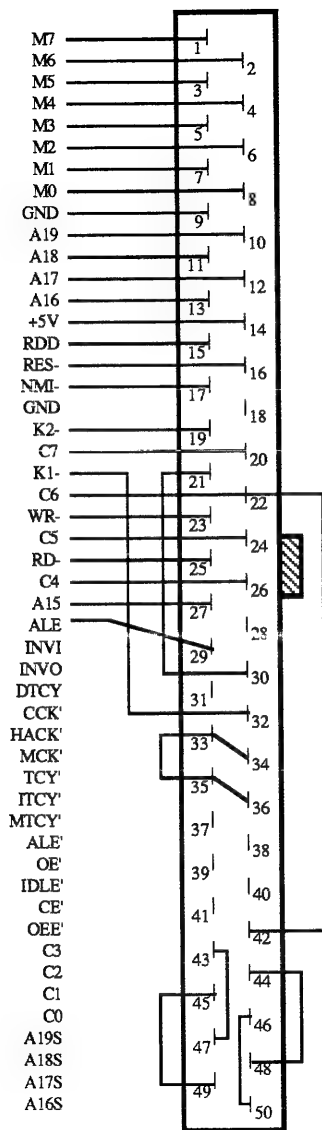 M7
1
M6
2
M5
3
M4
4
M3
5
M2
6
M1
7
M0
8
GND
9
A19
10
A18
11
A17
12
A16
13
+5V
14
RDD
15
RES-
16
NMI-
17
GND
18
K2-
19
C7
20
K1-
21
C6
22
WR-
23
C5
24
RD-
25
C4
26
A15
27
ALE
28
INVI
29
INVO
30
DTCY
31
CCK'
32
HACK'
33
MCK'
34
TCY'
35
ITCY'
36
MTCY'
37
ALE'
38
OE'
39
IDLE'
40
CE'
41
OEE'
42
C3
43
C2
44
C1
45
C0
46
A19S
47
A18S
48
A17S
49
A16S
50